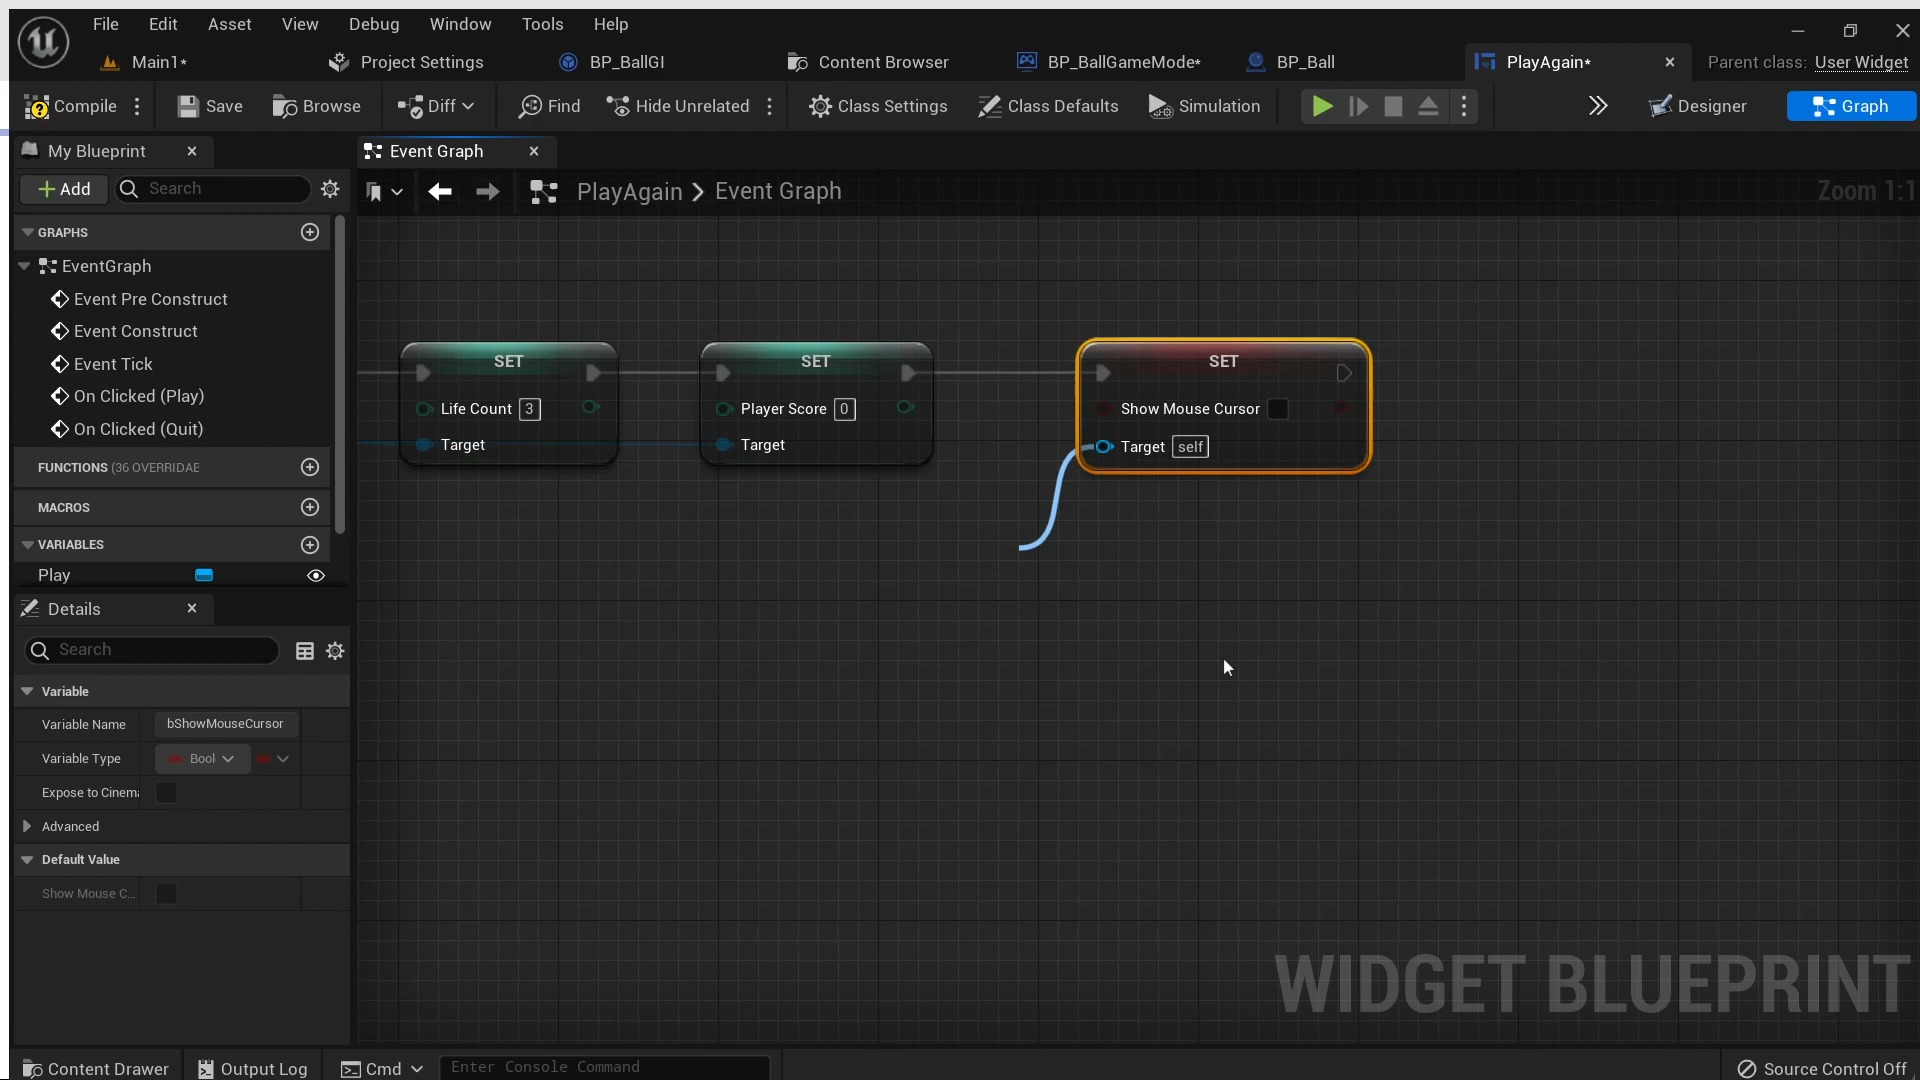 File Edit Asset View Debug Window Tools Help
Main1* Project Settings BP_BallGI Content Browser BP_BallGameMode* BP_Ball PlayAgain* Parent class: User Widget
Compile Save Browse Diff Find Hide Unrelated Class Settings Class Defaults Simulation Designer Graph
My Blueprint
Event Graph
Add Search
PlayAgain > Event Graph
Zoom 1:1
GRAPHS
EventGraph
Event Pre Construct
Event Construct
Event Tick
On Clicked (Play)
On Clicked (Quit)
FUNCTIONS (36 OVERRIDAE
MACROS
VARIABLES
Play
SET
Life Count 3
Target
SET
Player Score 0
Target
SET
Show Mouse Cursor
Target self
Details
Search
Variable
Variable Name bShowMouseCursor
Variable Type Bool
Expose to Cinema
Advanced
Default Value
Show Mouse C...
WIDGET BLUEPRINT
Content Drawer Output Log Cmd Enter Console Command Source Control Off